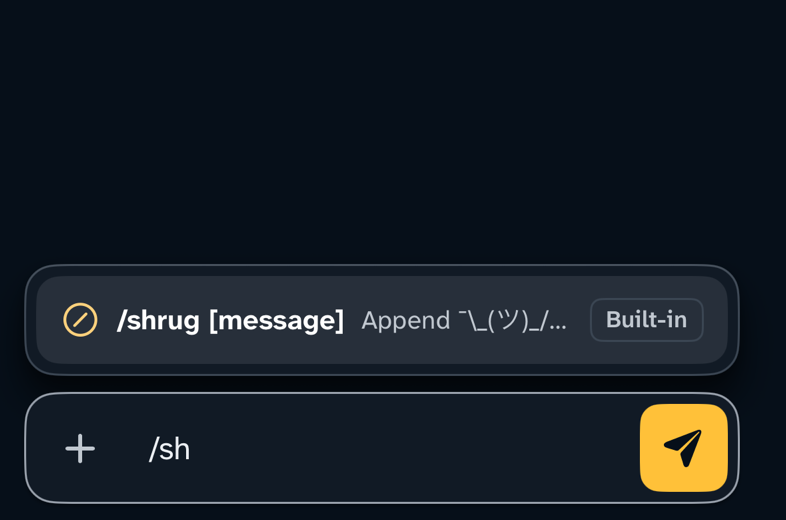 /shrug [message] Append ¯\_(ツ)_/... Built-in
/sh